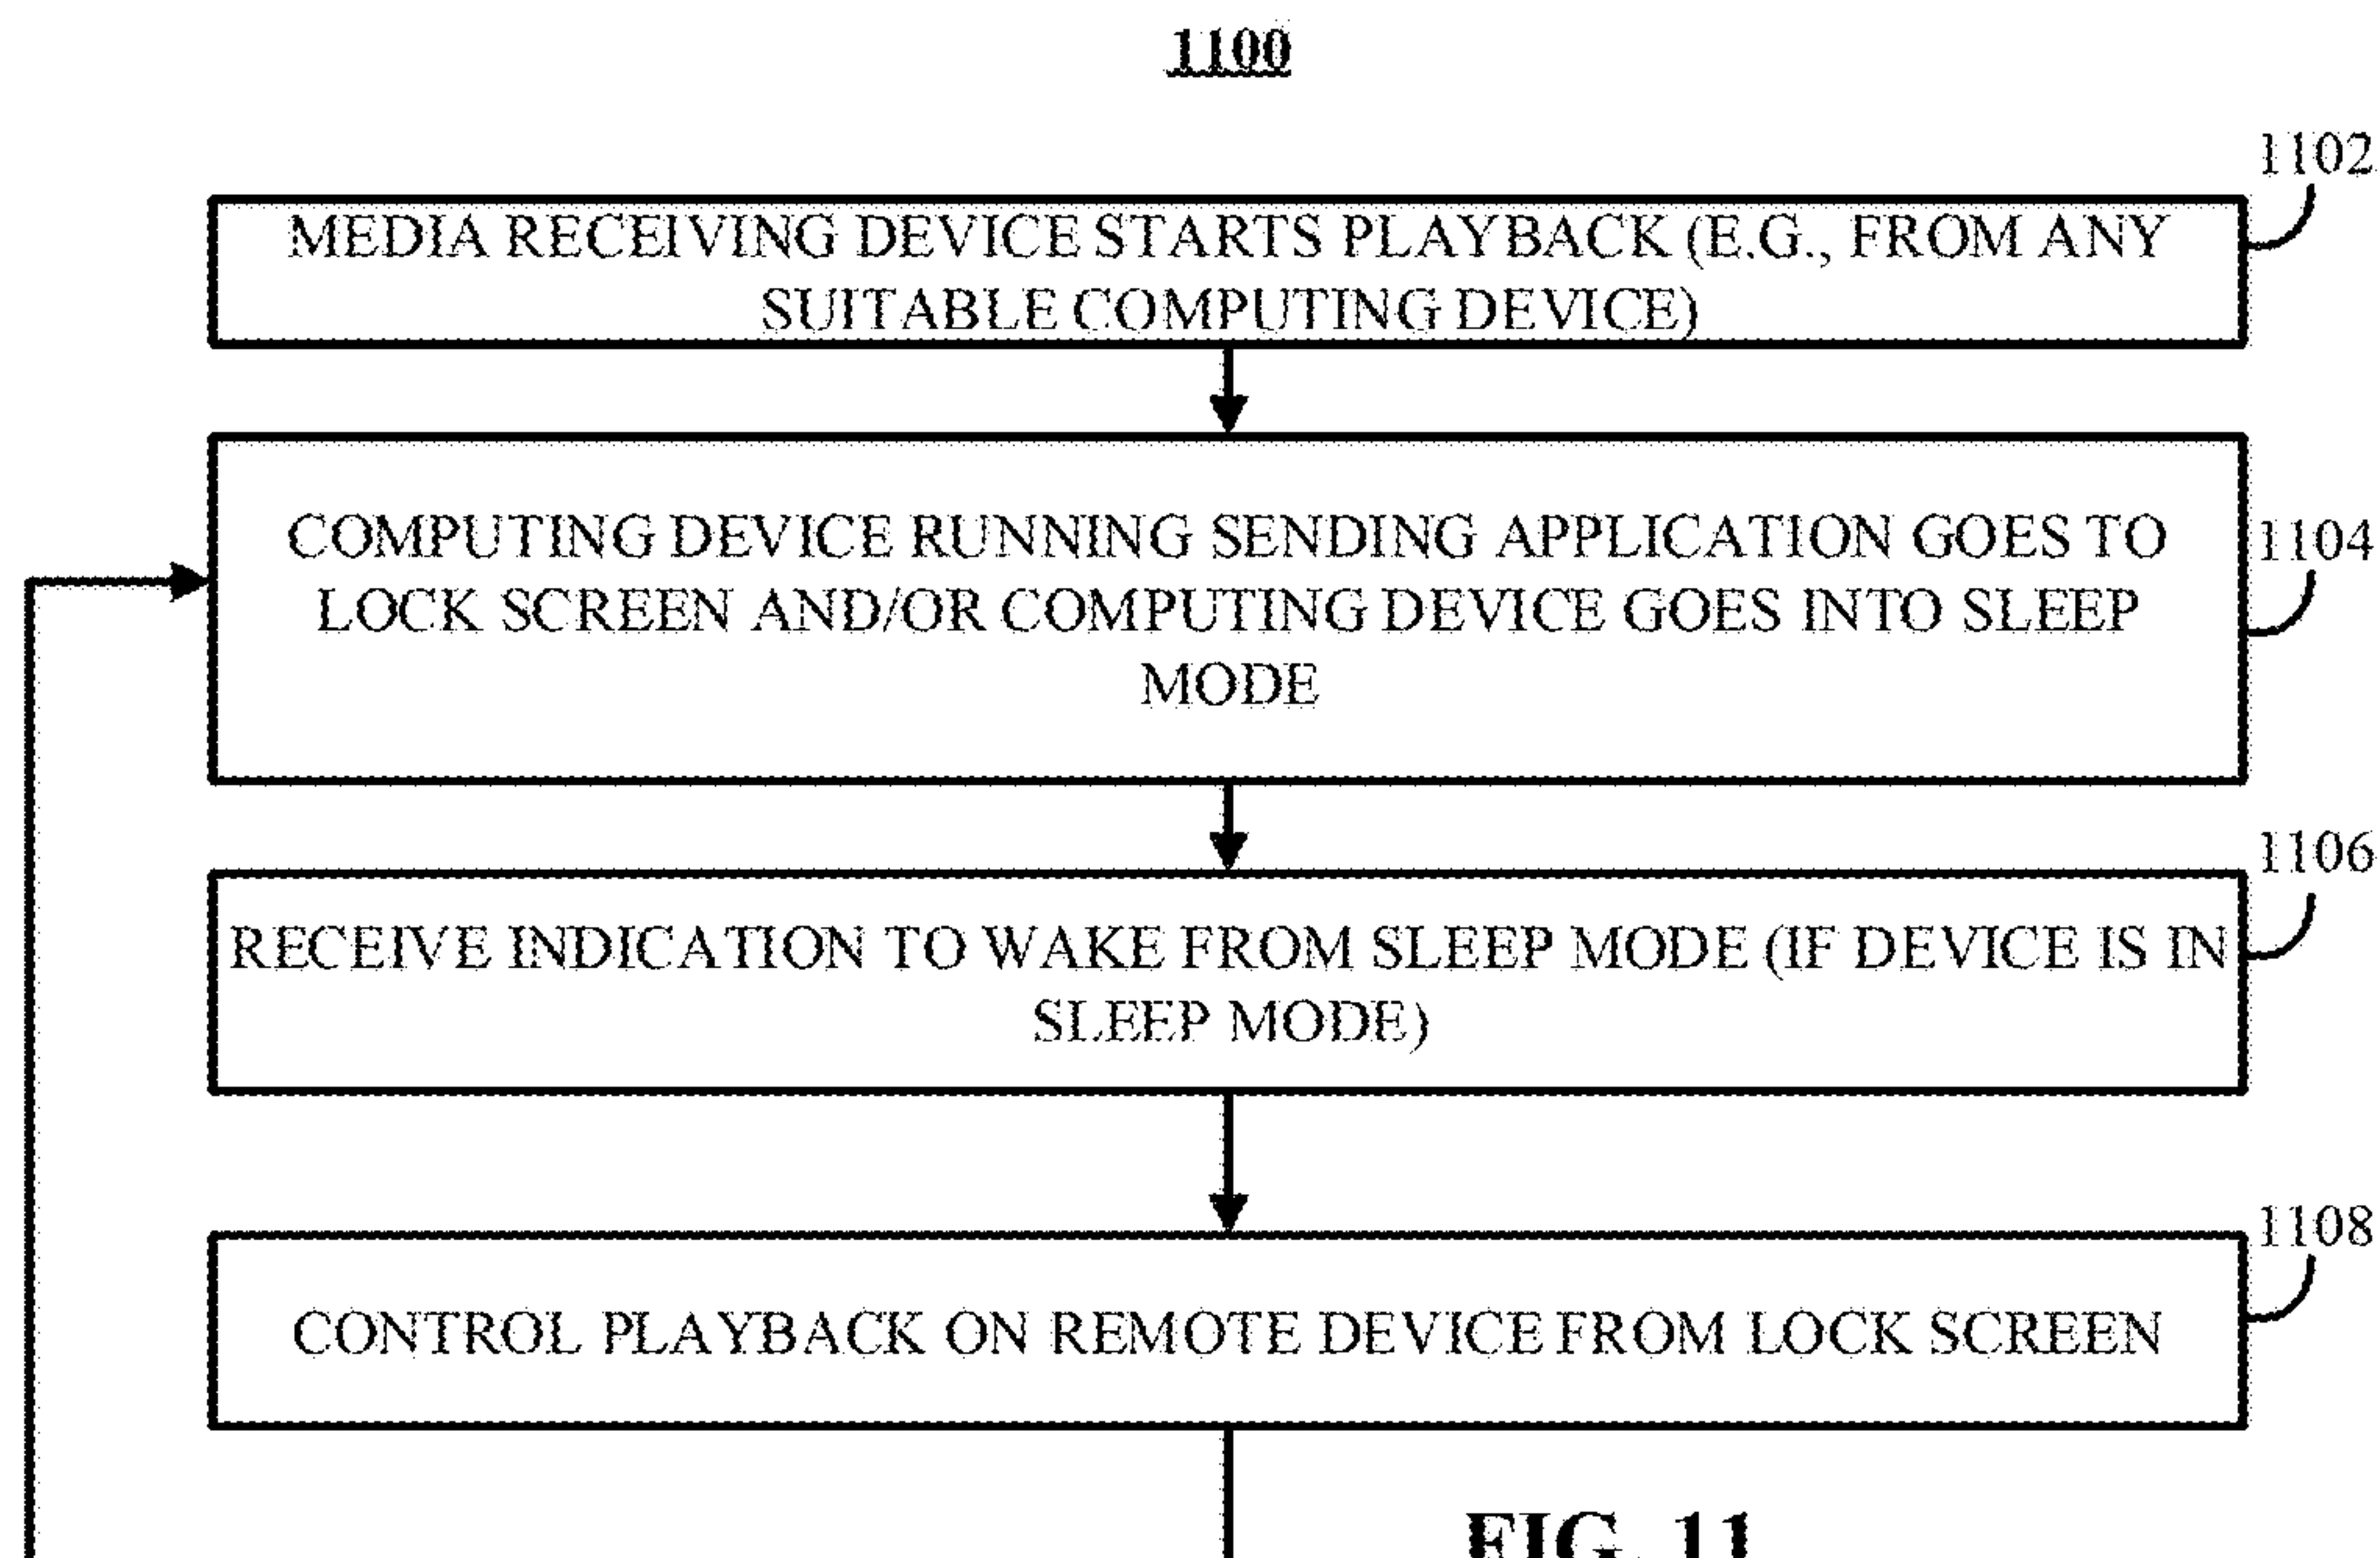 1100
1102
MEDIA RECEIVING DEVICE STARTS PLAYBACK (E.G., FROM ANY
SUITABLE COMPUTING DEVICE)
1104
COMPUTING DEVICE RUNNING SENDING APPLICATION GOES TO
LOCK SCREEN AND/OR COMPUTING DEVICE GOES INTO SLEEP
MODE
1106
RECEIVE INDICATION TO WAKE FROM SLEEP MODE (IF DEVICE IS IN
SLEEP MODE)
1108
CONTROL PLAYBACK ON REMOTE DEVICE FROM LOCK SCREEN
FIG. 11